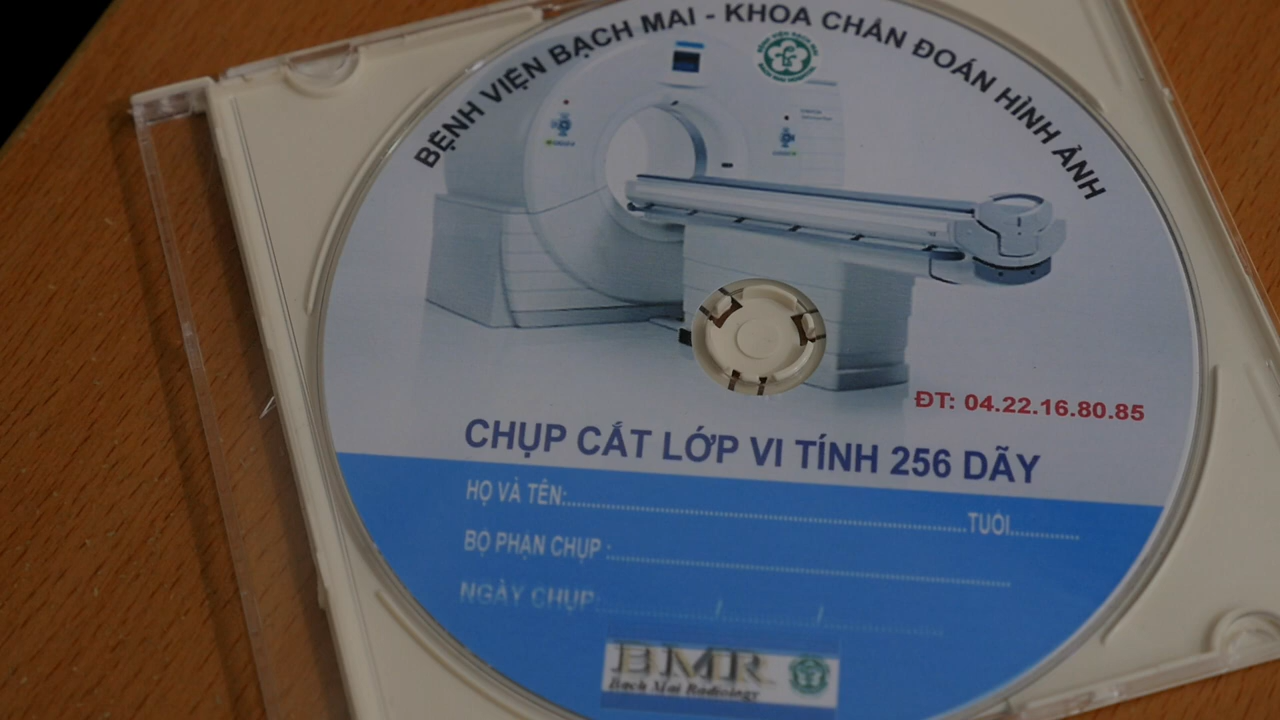 BỆNH VIỆN BẠCH MAI - KHOA CHẨN ĐOÁN HÌNH ẢNH
ĐT: 04.22.16.80.85
CHỤP CẮT LỚP VI TÍNH 256 DÃY
HỌ VÀ TÊN:.......................................................TUỔI.............
BỘ PHẬN CHỤP :.......................................................
NGÀY CHỤP:................/................/................
BMR
Bach Mai Radiology